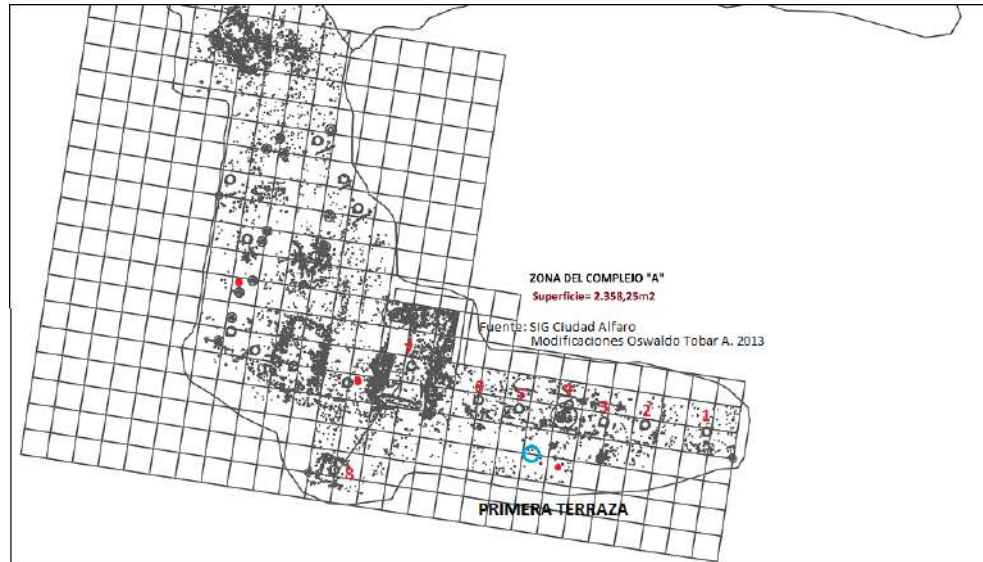 ZONA DEL COMPLEJO "A"
Superficie= 2.358,25m2
Fuente: SIG Ciudad Alfaro
Modificaciones Oswaldo Tobar A. 2013
7
6
5
4
3
2
1
8
PRIMERA TERRAZA